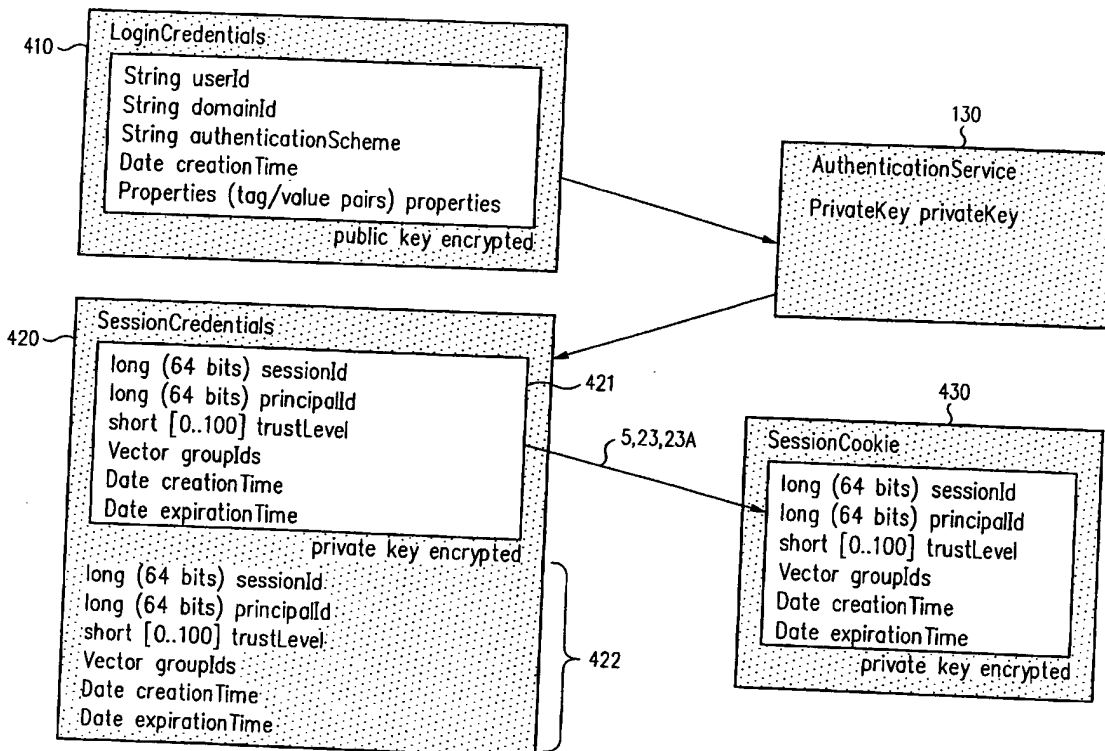 410
LoginCredentials
String userId
String domainId
String authenticationScheme
Date creationTime
Properties (tag/value pairs) properties
public key encrypted
130
AuthenticationService
PrivateKey privateKey
420
SessionCredentials
long (64 bits) sessionId
long (64 bits) principalId
short [0..100] trustLevel
Vector groupIds
Date creationTime
Date expirationTime
private key encrypted
421
5,23,23A
long (64 bits) sessionId
long (64 bits) principalId
short [0..100] trustLevel
Vector groupIds
Date creationTime
Date expirationTime
422
430
SessionCookie
long (64 bits) sessionId
long (64 bits) principalId
short [0..100] trustLevel
Vector groupIds
Date creationTime
Date expirationTime
private key encrypted